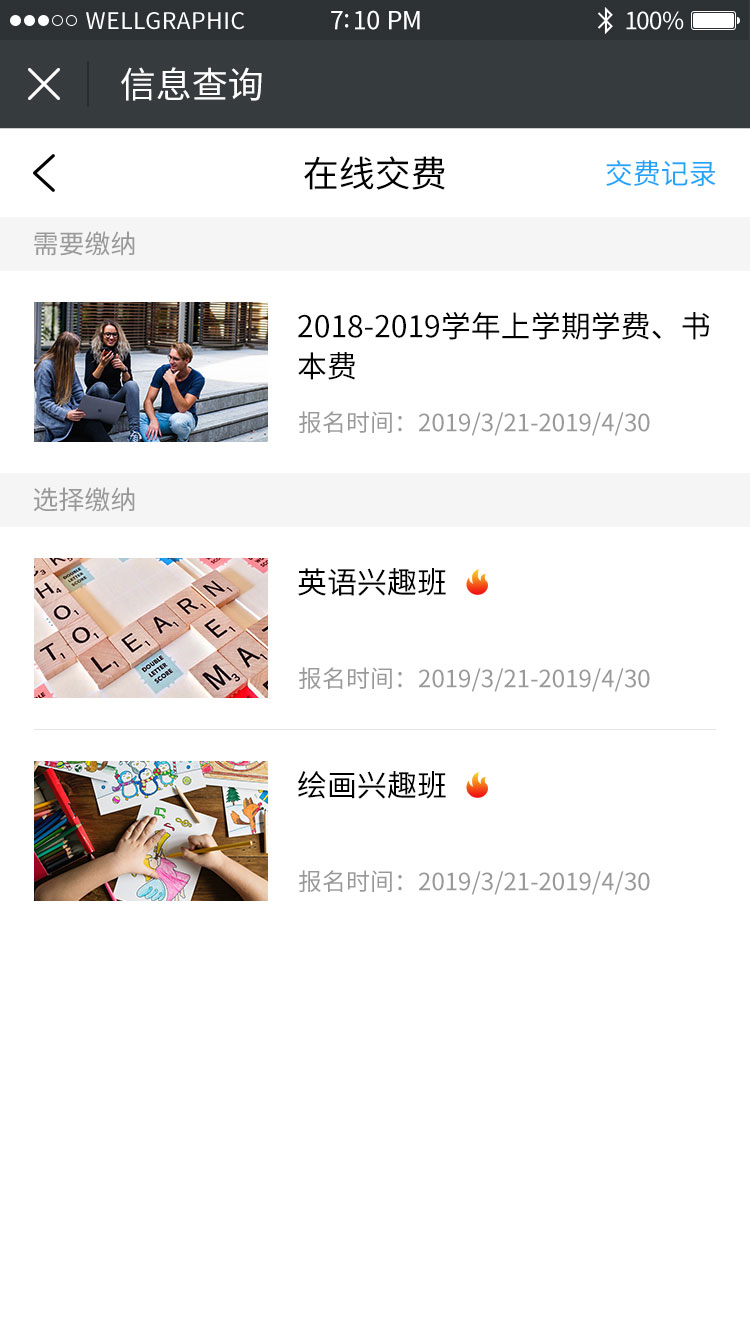 WELLGRAPHIC 7:10 PM 100%
信息查询
在线交费 交费记录
需要缴纳
2018-2019学年上学期学费、书
本费
报名时间：2019/3/21-2019/4/30
选择缴纳
英语兴趣班
报名时间：2019/3/21-2019/4/30
绘画兴趣班
报名时间：2019/3/21-2019/4/30